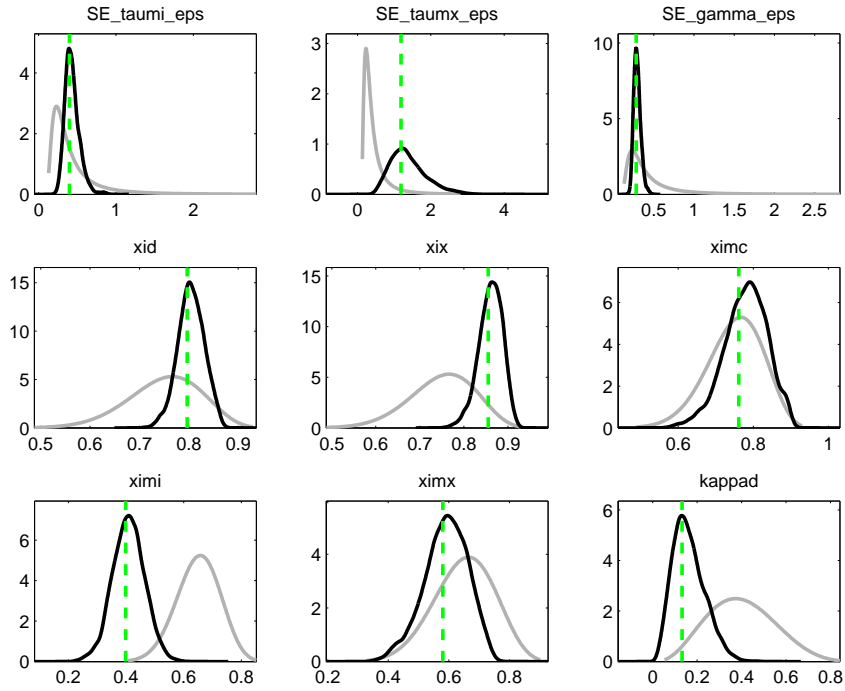 SE_taumi_eps SE_taumx_eps SE_gamma_eps
4 2 0 0 1 2
3 2 1 0 0 2 4
10 5 0 0.5 1 1.5 2 2.5
xid xix ximc
15 10 5 0 0.5 0.6 0.7 0.8 0.9
15 10 5 0 0.5 0.6 0.7 0.8 0.9
6 4 2 0 0.6 0.8 1
ximi ximx kappad
6 4 2 0 0.2 0.4 0.6 0.8
4 2 0 0.2 0.4 0.6 0.8
6 4 2 0 0 0.2 0.4 0.6 0.8